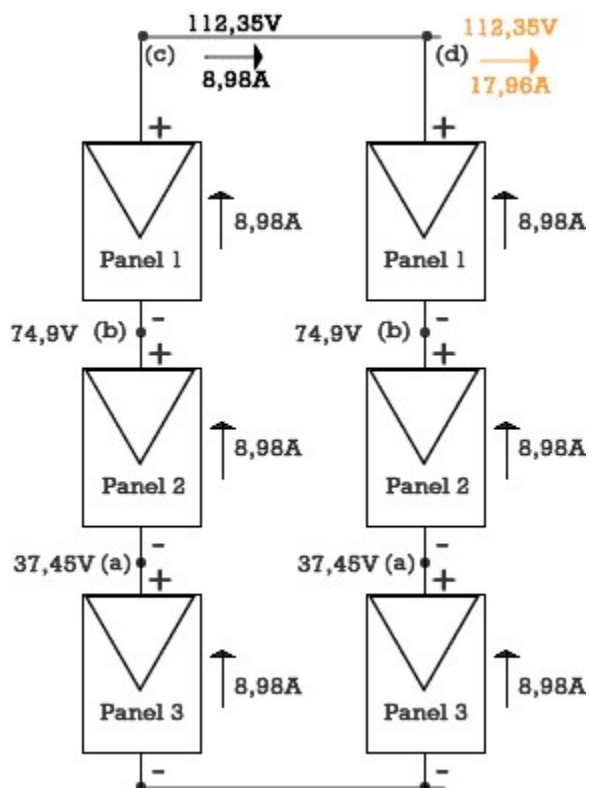 112,35V
112,35V
(c)
(d)
8,98A
17,96A
+
+
8,98A
8,98A
Panel 1
Panel 1
-
-
74,9V (b)
74,9V (b)
+
+
8,98A
8,98A
Panel 2
Panel 2
-
-
37,45V (a)
37,45V (a)
+
+
8,98A
8,98A
Panel 3
Panel 3
-
-